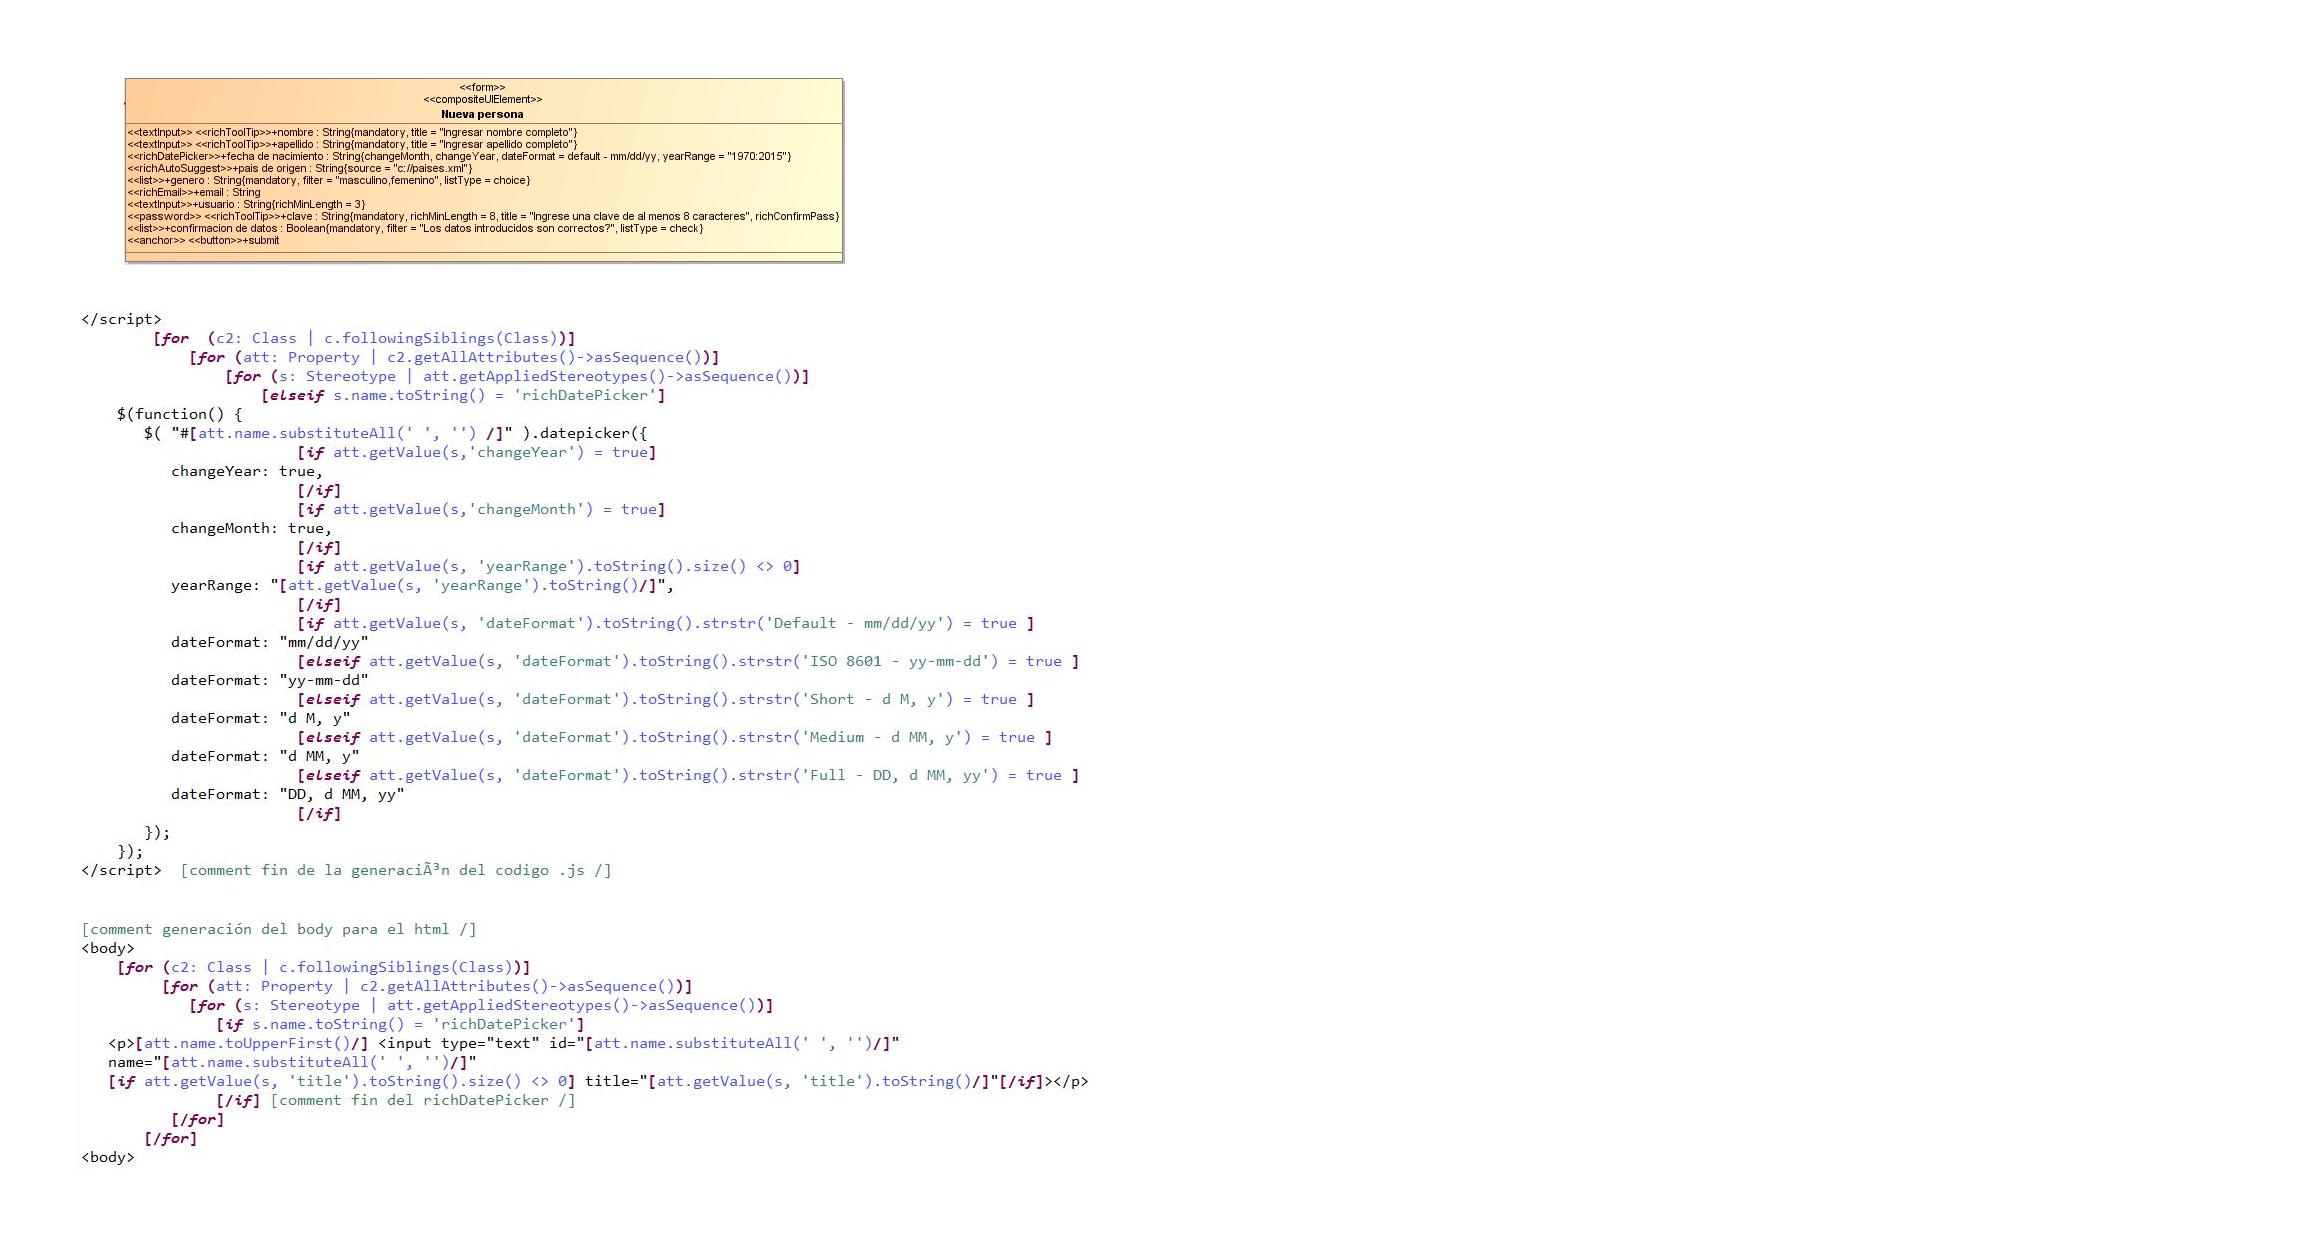 <<form>>
<<compositeUIElement>>
Nueva persona
<<textInput>> <<richToolTip>>+nombre : String{mandatory, title = "Ingresar nombre completo"}
<<textInput>> <<richToolTip>>+apellido : String{mandatory, title = "Ingresar apellido completo"}
<<richDatePicker>>+fecha de nacimiento : String{changeMonth, changeYear, dateFormat = default - mm/dd/yy, yearRange = "1970:2015"}
<<richAutoSuggest>>+pais de origen : String{source = "c://paises.xml"}
<<list>>+genero : String{mandatory, filter = "masculino,femenino", listType = choice}
<<richEmail>>+email : String
<<textInput>>+usuario : String{richMinLength = 3}
<<password>> <<richToolTip>>+clave : String{mandatory, richMinLength = 8, title = "Ingrese una clave de al menos 8 caracteres", richConfirmPass}
<<list>>+confirmacion de datos : Boolean{mandatory, filter = "Los datos introducidos son correctos?", listType = check}
<<anchor>> <<button>>+submit
</script>
[for (c2: Class | c.followingSiblings(Class))]
[for (att: Property | c2.getAllAttributes()->asSequence())]
[for (s: Stereotype | att.getAppliedStereotypes()->asSequence())]
[elseif s.name.toString() = 'richDatePicker']
$(function() {
$( "#[att.name.substituteAll(' ', '') /]" ).datepicker({
[if att.getValue(s,'changeYear') = true]
changeYear: true,
[/if]
[if att.getValue(s,'changeMonth') = true]
changeMonth: true,
[/if]
[if att.getValue(s, 'yearRange').toString().size() <> 0]
yearRange: "[att.getValue(s, 'yearRange').toString()/]",
[/if]
[if att.getValue(s, 'dateFormat').toString().strstr('Default - mm/dd/yy') = true ]
dateFormat: "mm/dd/yy"
[elseif att.getValue(s, 'dateFormat').toString().strstr('ISO 8601 - yy-mm-dd') = true ]
dateFormat: "yy-mm-dd"
[elseif att.getValue(s, 'dateFormat').toString().strstr('Short - d M, y') = true ]
dateFormat: "d M, y"
[elseif att.getValue(s, 'dateFormat').toString().strstr('Medium - d MM, y') = true ]
dateFormat: "d MM, y"
[elseif att.getValue(s, 'dateFormat').toString().strstr('Full - DD, d MM, yy') = true ]
dateFormat: "DD, d MM, yy"
[/if]
});
});
</script> [comment fin de la generaciÃ³n del codigo .js /]
[comment generación del body para el html /]
<body>
[for (c2: Class | c.followingSiblings(Class))]
[for (att: Property | c2.getAllAttributes()->asSequence())]
[for (s: Stereotype | att.getAppliedStereotypes()->asSequence())]
[if s.name.toString() = 'richDatePicker']
<p>[att.name.toUpperFirst()/] <input type="text" id="[att.name.substituteAll(' ', '')/]"
name="[att.name.substituteAll(' ', '')/]"
[if att.getValue(s, 'title').toString().size() <> 0] title="[att.getValue(s, 'title').toString()/]"[/if]></p>
[/if] [comment fin del richDatePicker /]
[/for]
[/for]
<body>